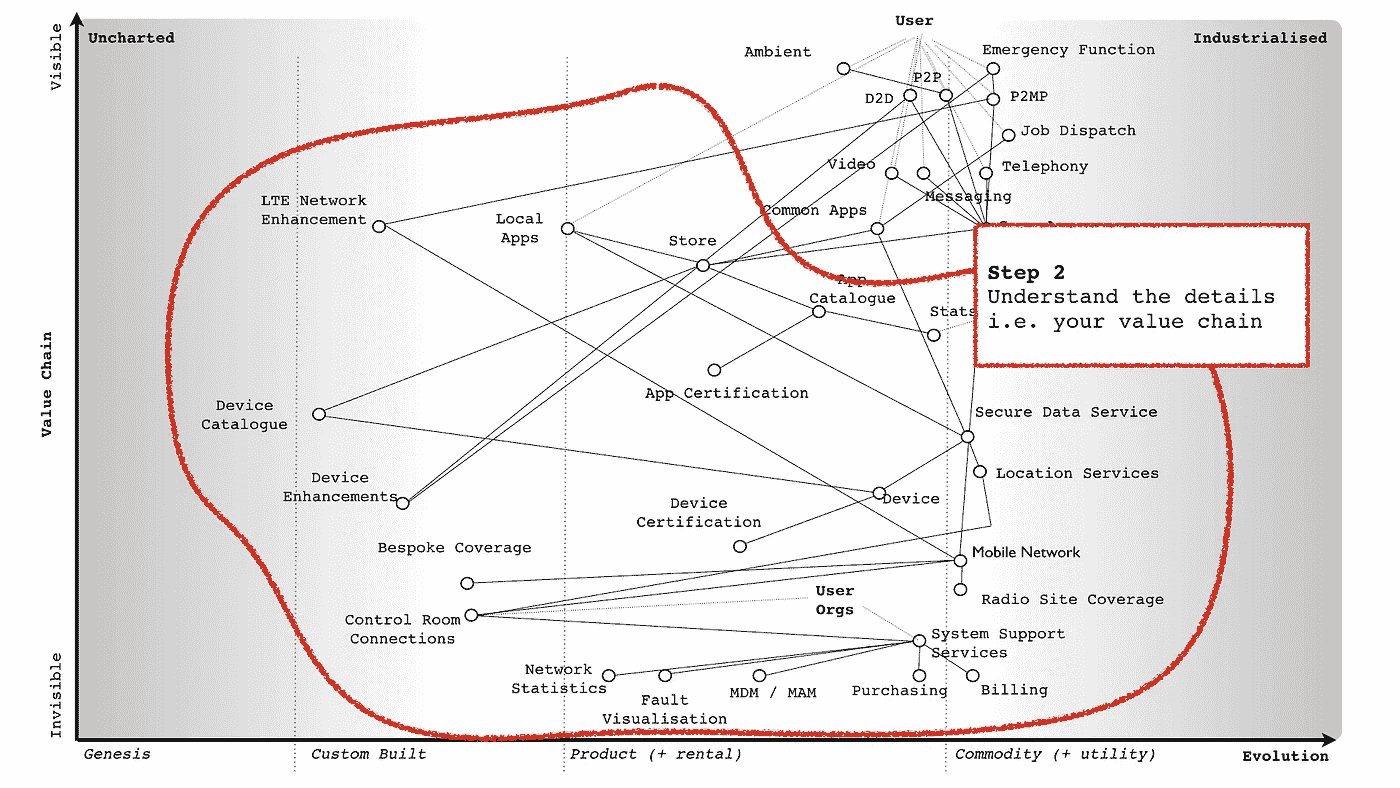 User
Uncharted
Industrialised
Visible
Ambient
Emergency Function
P2P
D2D
P2MP
Job Dispatch
Video
Telephony
Messaging
LTE Network
Enhancement
Local
Apps
Common Apps
Store
Step 2
Understand the details
i.e. your value chain
App
Catalogue
Stats
Value Chain
App Certification
Device
Catalogue
Secure Data Service
Device
Enhancements
Location Services
Device
Device
Certification
Bespoke Coverage
Mobile Network
User
Orgs
Radio Site Coverage
Control Room
Connections
System Support
Services
Network
Statistics
Fault
Visualisation
MDM / MAM
Purchasing
Billing
Invisible
Genesis
Custom Built
Product (+ rental)
Commodity (+ utility)
Evolution